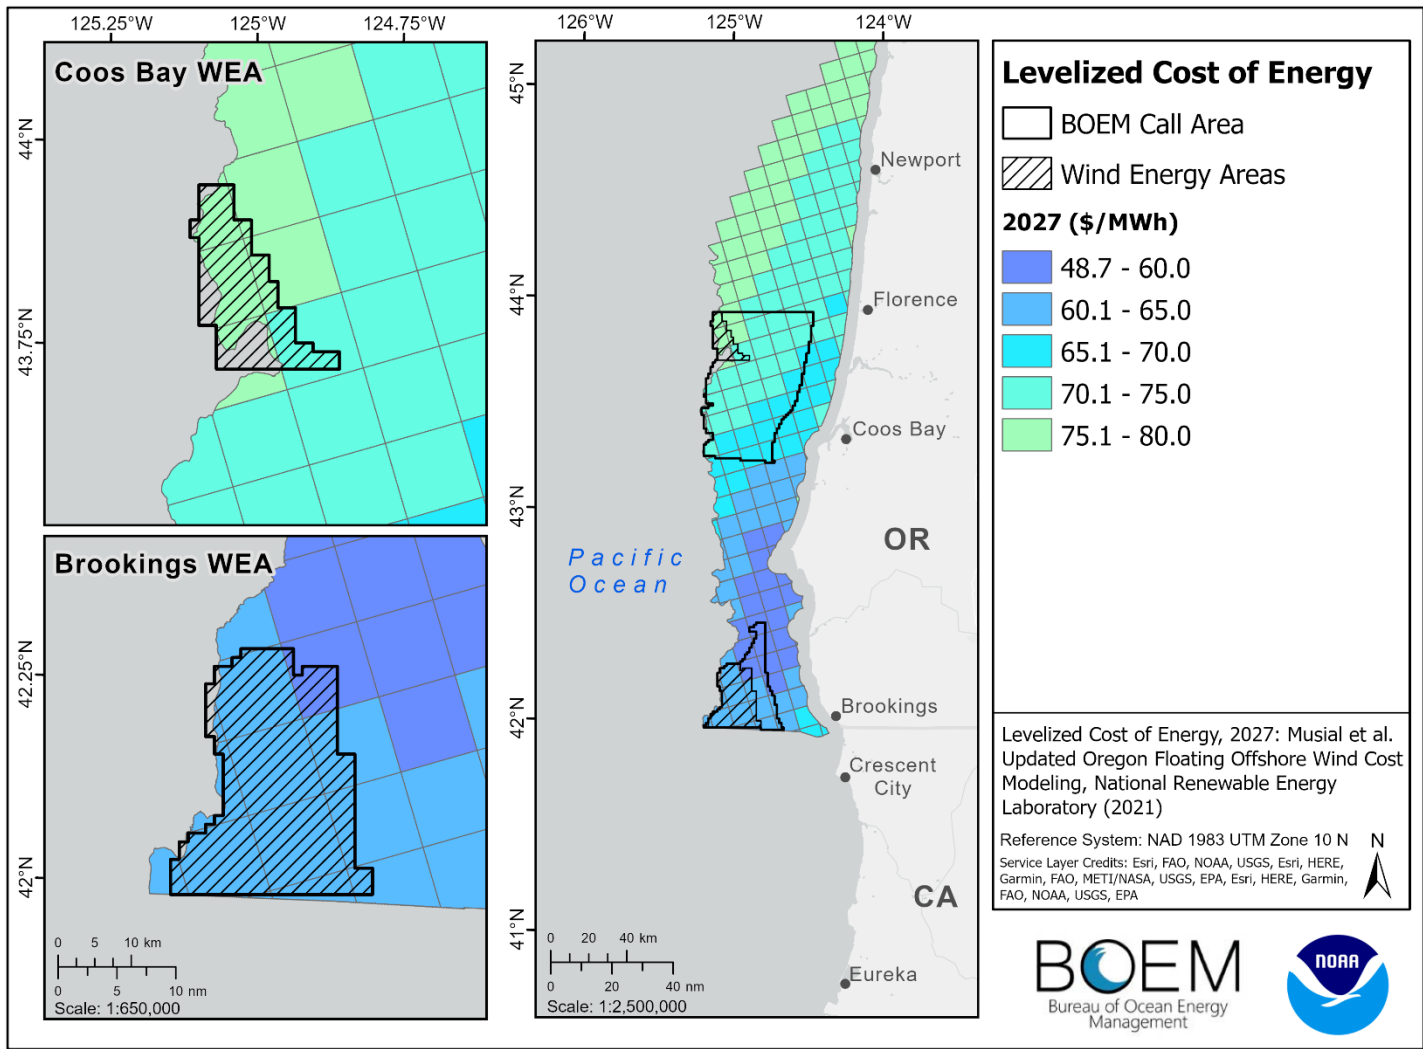 125.25°W 125°W 124.75°W
Coos Bay WEA
44°N
43.75°N
Brookings WEA
42.25°N
42°N
0 5 10 km
0 5 10 nm
Scale: 1:650,000
126°W 125°W 124°W
45°N
44°N
43°N
42°N
41°N
Newport
Florence
Coos Bay
OR
Pacific
Ocean
Brookings
Crescent
City
CA
Eureka
0 20 40 km
0 20 40 nm
Scale: 1:2,500,000
Levelized Cost of Energy
BOEM Call Area
Wind Energy Areas
2027 ($/MWh)
48.7 - 60.0
60.1 - 65.0
65.1 - 70.0
70.1 - 75.0
75.1 - 80.0
Levelized Cost of Energy, 2027: Musial et al.
Updated Oregon Floating Offshore Wind Cost
Modeling, National Renewable Energy
Laboratory (2021)
Reference System: NAD 1983 UTM Zone 10 N
N
Service Layer Credits: Esri, FAO, NOAA, USGS, Esri, HERE,
Garmin, FAO, METI/NASA, USGS, EPA, Esri, HERE, Garmin,
FAO, NOAA, USGS, EPA
BOEM
Bureau of Ocean Energy
Management
NOAA